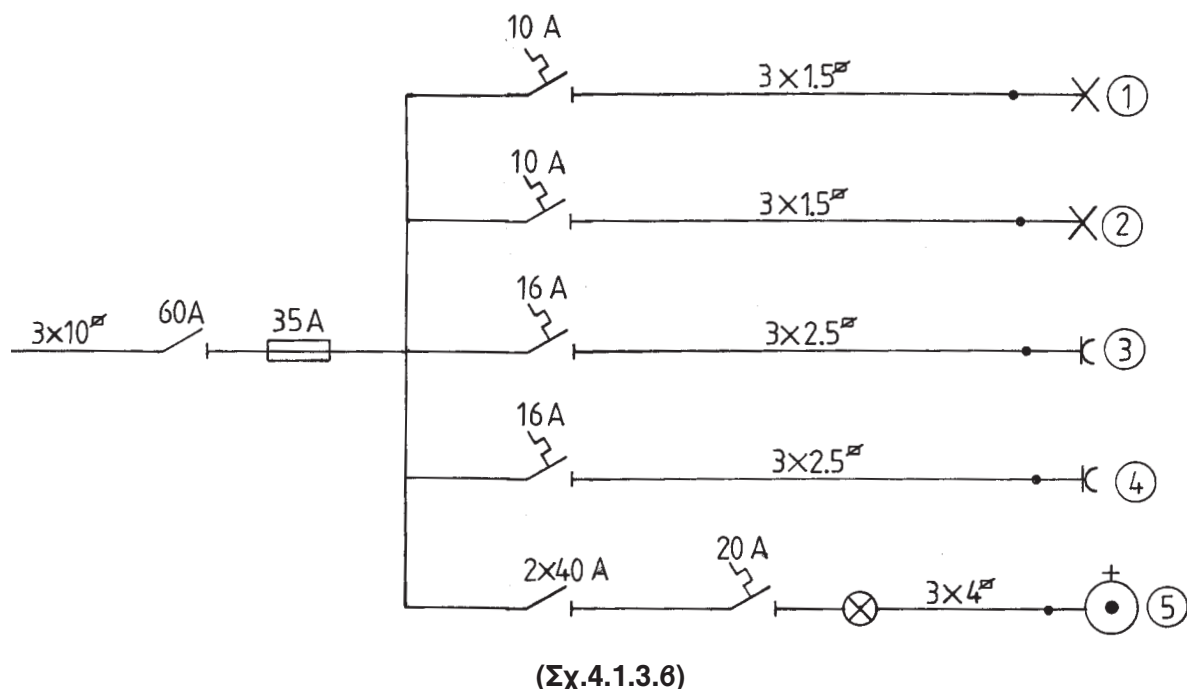 10 A
3×1.5⌀ ①
10 A
3×1.5⌀ ②
16 A
3×10⌀ 60A 35A 3×2.5⌀ ③
16 A
3×2.5⌀ ④
2×40 A 20 A 3×4⌀ ⑤
(Σχ.4.1.3.6)